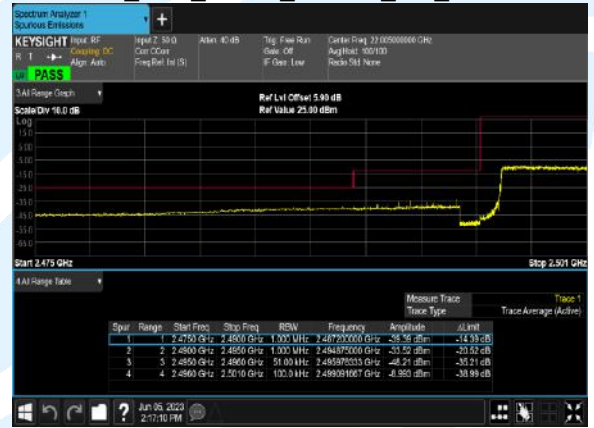 Spectrum Analyzer 1
Spurious Emissions
+
KEYSIGHT Input: RF Input Z: 50 Ω Atten: 40 dB Trig: Free Run Center Freq: 22.005000000 GHz
R T Coupling: DC Corr CCorr Gate: Off Avg|Hold: 100/100
Align: Auto Freq Ref: Int (S) IF Gain: Low Radio Std: None
PASS
3 All Range Graph
Ref Lvl Offset 5.90 dB
Scale/Div 10.0 dB Ref Value 25.00 dBm
Log
15.0
5.00
-5.00
-15.0
-25.0
-35.0
-45.0
-55.0
-65.0
Start 2.475 GHz Stop 2.501 GHz
4 All Range Table
Measure Trace Trace 1
Trace Type Trace Average (Active)
Spur Range Start Freq Stop Freq RBW Frequency Amplitude ΔLimit
1 1 2.4750 GHz 2.4900 GHz 1.000 MHz 2.487200000 GHz -39.39 dBm -14.39 dB
2 2 2.4900 GHz 2.4950 GHz 1.000 MHz 2.494875000 GHz -33.52 dBm -20.52 dB
3 3 2.4950 GHz 2.4960 GHz 51.00 kHz 2.495978333 GHz -48.21 dBm -35.21 dB
4 4 2.4960 GHz 2.5010 GHz 100.0 kHz 2.499091667 GHz -8.993 dBm -38.99 dB
?
Jun 05, 2023
2:17:10 PM